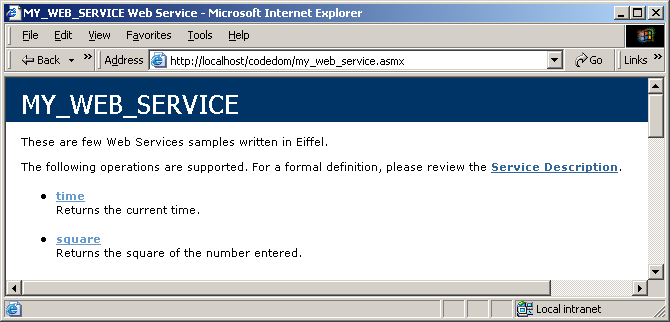 MY_WEB_SERVICE Web Service - Microsoft Internet Explorer
File Edit View Favorites Tools Help
Back » Address http://localhost/codedom/my_web_service.asmx Go Links »
MY_WEB_SERVICE
These are few Web Services samples written in Eiffel.
The following operations are supported. For a formal definition, please review the Service Description.
• time
Returns the current time.
• square
Returns the square of the number entered.
Local intranet